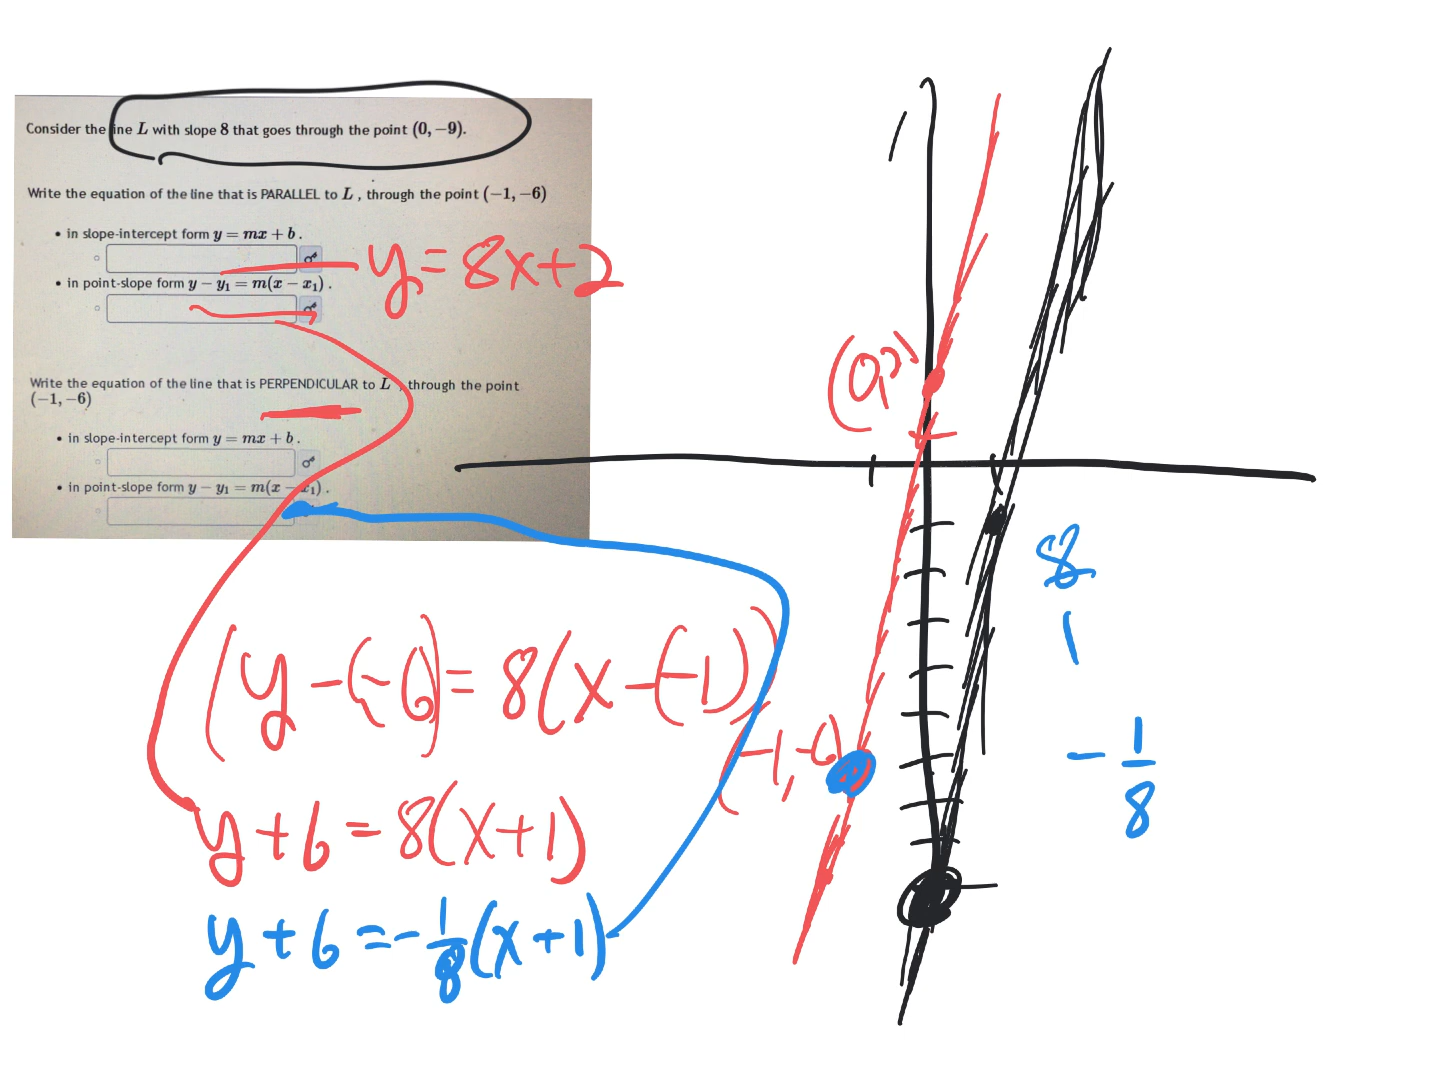 Consider the line L with slope 8 that goes through the point (0, −9).
Write the equation of the line that is PARALLEL to L , through the point (−1, −6)
• in slope-intercept form y = mx + b .
y = 8x+2
• in point-slope form y − y₁ = m(x − x₁) .
Write the equation of the line that is PERPENDICULAR to L , through the point
(−1, −6)
• in slope-intercept form y = mx + b .
• in point-slope form y − y₁ = m(x − x₁) .
(y-(-6)) = 8(x-(-1))
y+6 = 8(x+1)
y+6 = -1/8(x+1)
(0,2)
(-1,-6)
8
1
-1/8